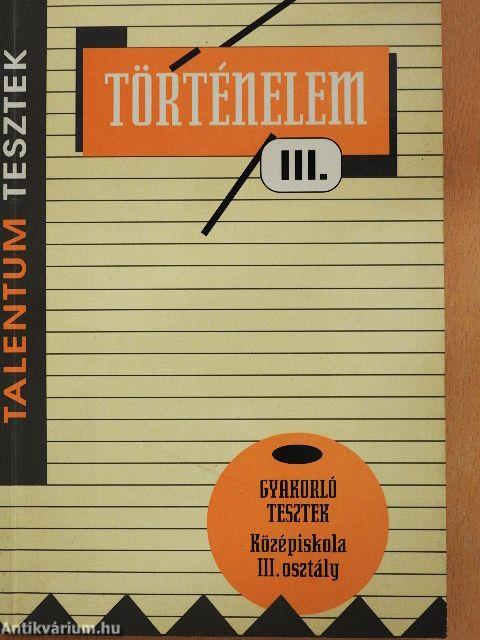 TALENTUM TESZTEK
TÖRTÉNELEM
III.
GYAKORLÓ
TESZTEK
Középiskola
III. osztály
Antikvárium.hu